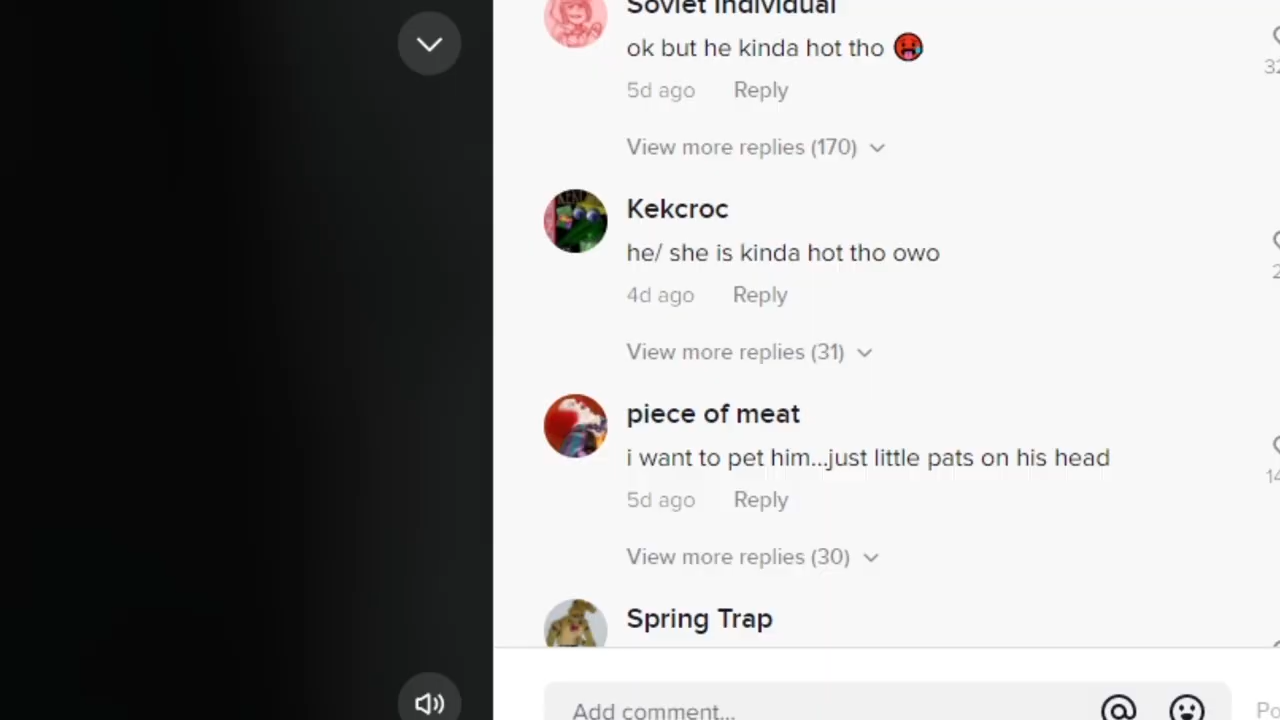 Soviet Individual
ok but he kinda hot tho 🥵
5d ago Reply
View more replies (170)
Kekcroc
he/ she is kinda hot tho owo
4d ago Reply
View more replies (31)
piece of meat
i want to pet him...just little pats on his head
5d ago Reply
View more replies (30)
Spring Trap
Add comment...